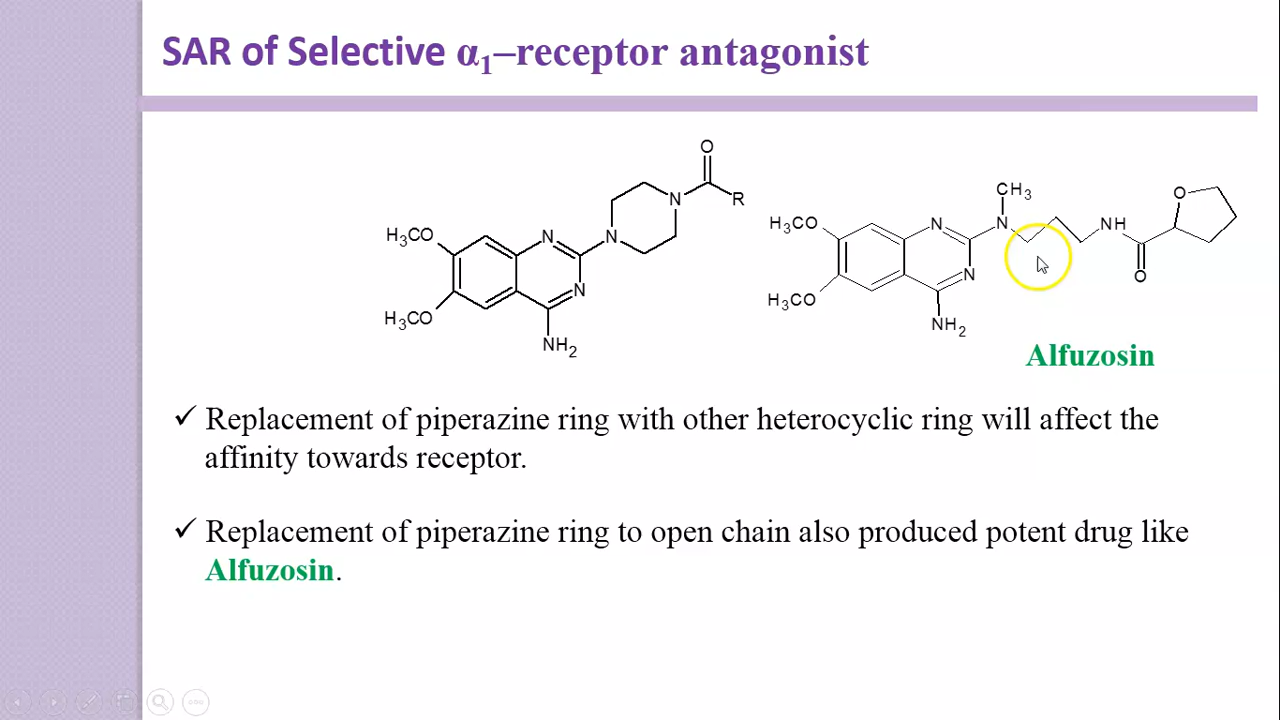 SAR of Selective α₁–receptor antagonist
O
N
R
H₃CO
N
N
N
H₃CO
NH₂
CH₃
O
H₃CO
N
N
NH
N
O
H₃CO
NH₂
Alfuzosin
✓ Replacement of piperazine ring with other heterocyclic ring will affect the
affinity towards receptor.
✓ Replacement of piperazine ring to open chain also produced potent drug like
Alfuzosin.